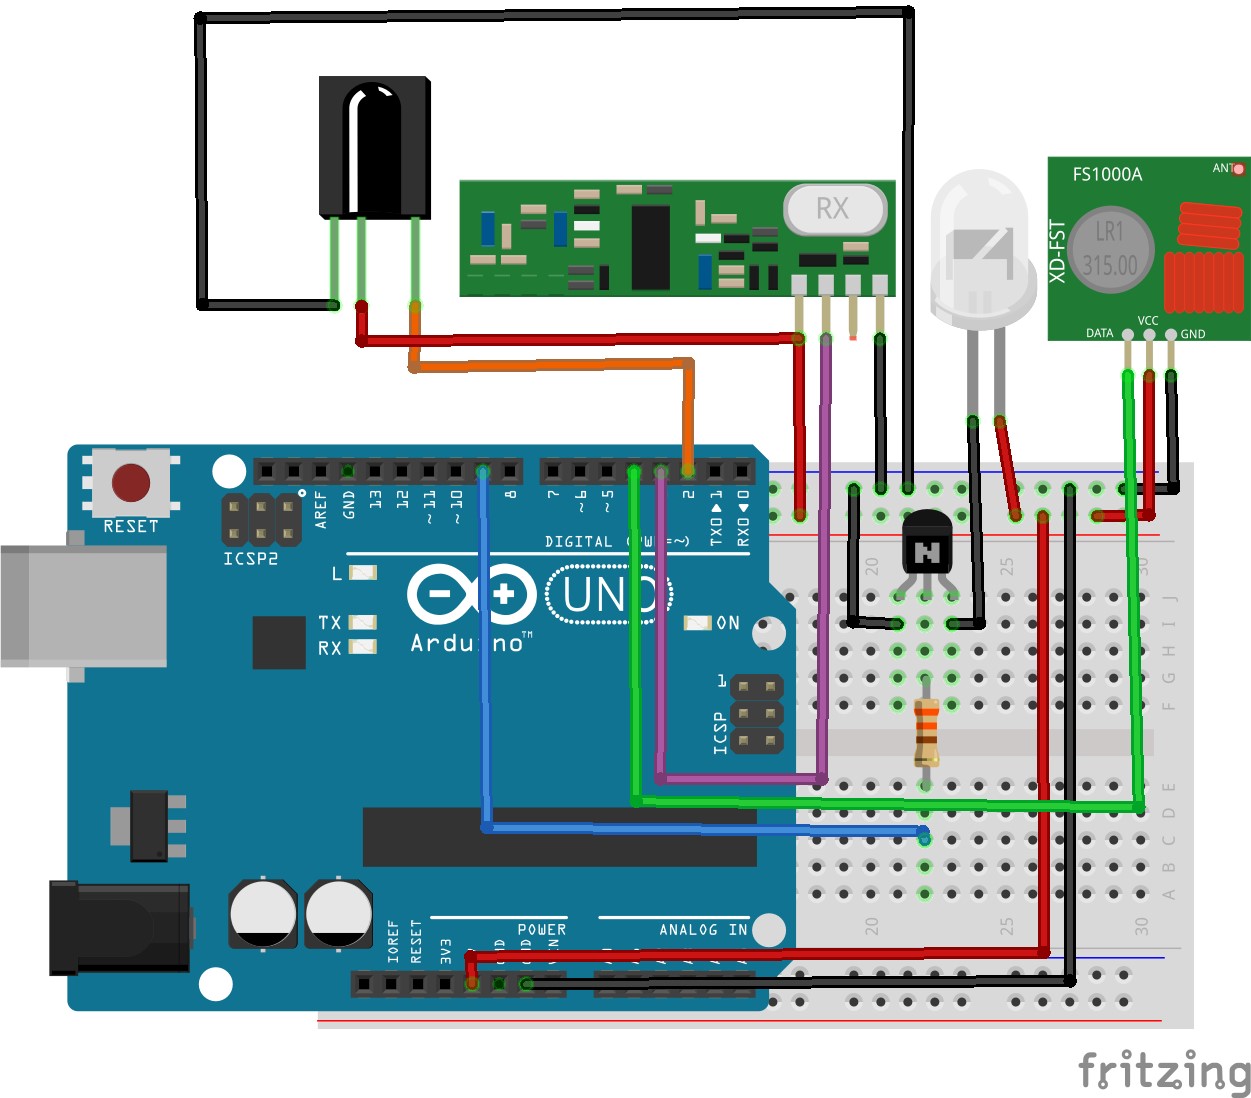 FS1000A
ANT
RX
XD-FST
LR1
315.00
DATA
VCC
GND
RESET
ICSP2
AREF
GND
13
12
~11
~10
8
7
~6
~5
2
TX0▶1
RX0◀0
L
TX
RX
Arduino™
UNO
ON
1
ICSP
20
25
30
J
I
H
G
F
E
D
C
B
A
20
25
30
POWER
ANALOG IN
IOREF
RESET
3V3
fritzing